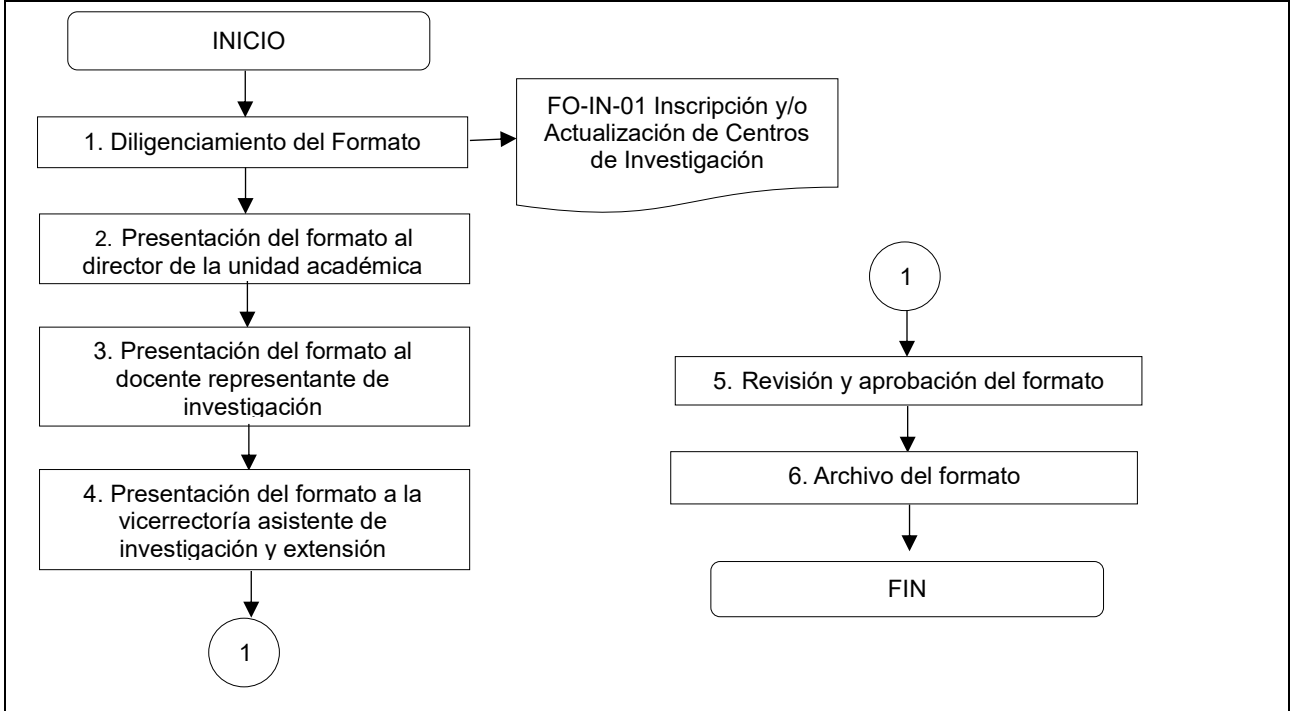 INICIO
1. Diligenciamiento del Formato
FO-IN-01 Inscripción y/o
Actualización de Centros
de Investigación
2. Presentación del formato al
director de la unidad académica
3. Presentación del formato al
docente representante de
investigación
4. Presentación del formato a la
vicerrectoría asistente de
investigación y extensión
1
1
5. Revisión y aprobación del formato
6. Archivo del formato
FIN